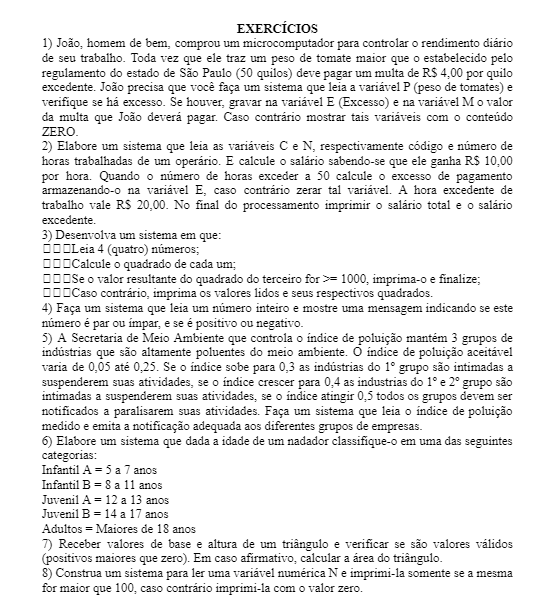 EXERCÍCIOS
1) João, homem de bem, comprou um microcomputador para controlar o rendimento diário
de seu trabalho. Toda vez que ele traz um peso de tomate maior que o estabelecido pelo
regulamento do estado de São Paulo (50 quilos) deve pagar um multa de R$ 4,00 por quilo
excedente. João precisa que você faça um sistema que leia a variável P (peso de tomates) e
verifique se há excesso. Se houver, gravar na variável E (Excesso) e na variável M o valor
da multa que João deverá pagar. Caso contrário mostrar tais variáveis com o conteúdo
ZERO.
2) Elabore um sistema que leia as variáveis C e N, respectivamente código e número de
horas trabalhadas de um operário. E calcule o salário sabendo-se que ele ganha R$ 10,00
por hora. Quando o número de horas exceder a 50 calcule o excesso de pagamento
armazenando-o na variável E, caso contrário zerar tal variável. A hora excedente de
trabalho vale R$ 20,00. No final do processamento imprimir o salário total e o salário
excedente.
3) Desenvolva um sistema em que:
□□□Leia 4 (quatro) números;
□□□Calcule o quadrado de cada um;
□□□Se o valor resultante do quadrado do terceiro for >= 1000, imprima-o e finalize;
□□□Caso contrário, imprima os valores lidos e seus respectivos quadrados.
4) Faça um sistema que leia um número inteiro e mostre uma mensagem indicando se este
número é par ou ímpar, e se é positivo ou negativo.
5) A Secretaria de Meio Ambiente que controla o índice de poluição mantém 3 grupos de
indústrias que são altamente poluentes do meio ambiente. O índice de poluição aceitável
varia de 0,05 até 0,25. Se o índice sobe para 0,3 as indústrias do 1º grupo são intimadas a
suspenderem suas atividades, se o índice crescer para 0,4 as industrias do 1º e 2º grupo são
intimadas a suspenderem suas atividades, se o índice atingir 0,5 todos os grupos devem ser
notificados a paralisarem suas atividades. Faça um sistema que leia o índice de poluição
medido e emita a notificação adequada aos diferentes grupos de empresas.
6) Elabore um sistema que dada a idade de um nadador classifique-o em uma das seguintes
categorias:
Infantil A = 5 a 7 anos
Infantil B = 8 a 11 anos
Juvenil A = 12 a 13 anos
Juvenil B = 14 a 17 anos
Adultos = Maiores de 18 anos
7) Receber valores de base e altura de um triângulo e verificar se são valores válidos
(positivos maiores que zero). Em caso afirmativo, calcular a área do triângulo.
8) Construa um sistema para ler uma variável numérica N e imprimi-la somente se a mesma
for maior que 100, caso contrário imprimi-la com o valor zero.